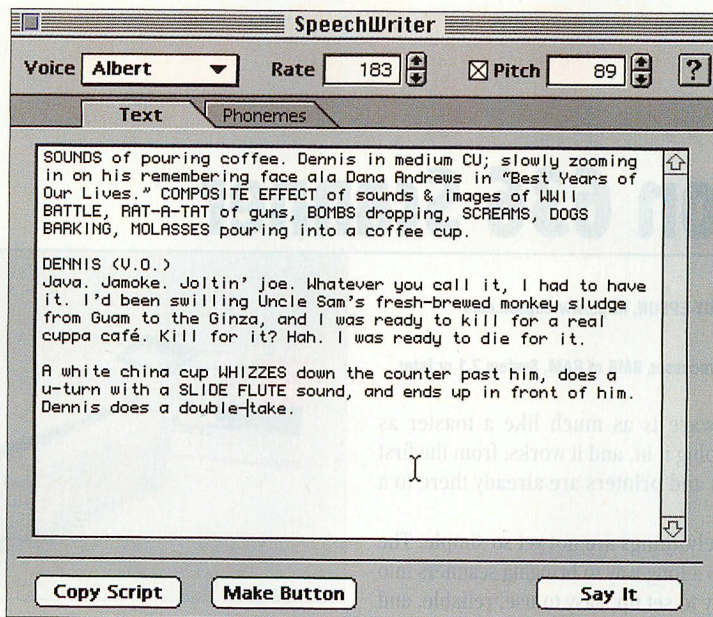 SpeechWriter
Voice Albert Rate 183 Pitch 89 ?
Text Phonemes
SOUNDS of pouring coffee. Dennis in medium CU; slowly zooming
in on his remembering face ala Dana Andrews in "Best Years of
Our Lives." COMPOSITE EFFECT of sounds & images of WWII
BATTLE, RAT-A-TAT of guns, BOMBS dropping, SCREAMS, DOGS
BARKING, MOLASSES pouring into a coffee cup.
DENNIS (V.O.)
Java. Jamoke. Joltin' joe. Whatever you call it, I had to have
it. I'd been swilling Uncle Sam's fresh-brewed monkey sludge
from Guam to the Ginza, and I was ready to kill for a real
cuppa café. Kill for it? Hah. I was ready to die for it.
A white china cup WHIZZES down the counter past him, does a
u-turn with a SLIDE FLUTE sound, and ends up in front of him.
Dennis does a double-take.
Copy Script Make Button Say It